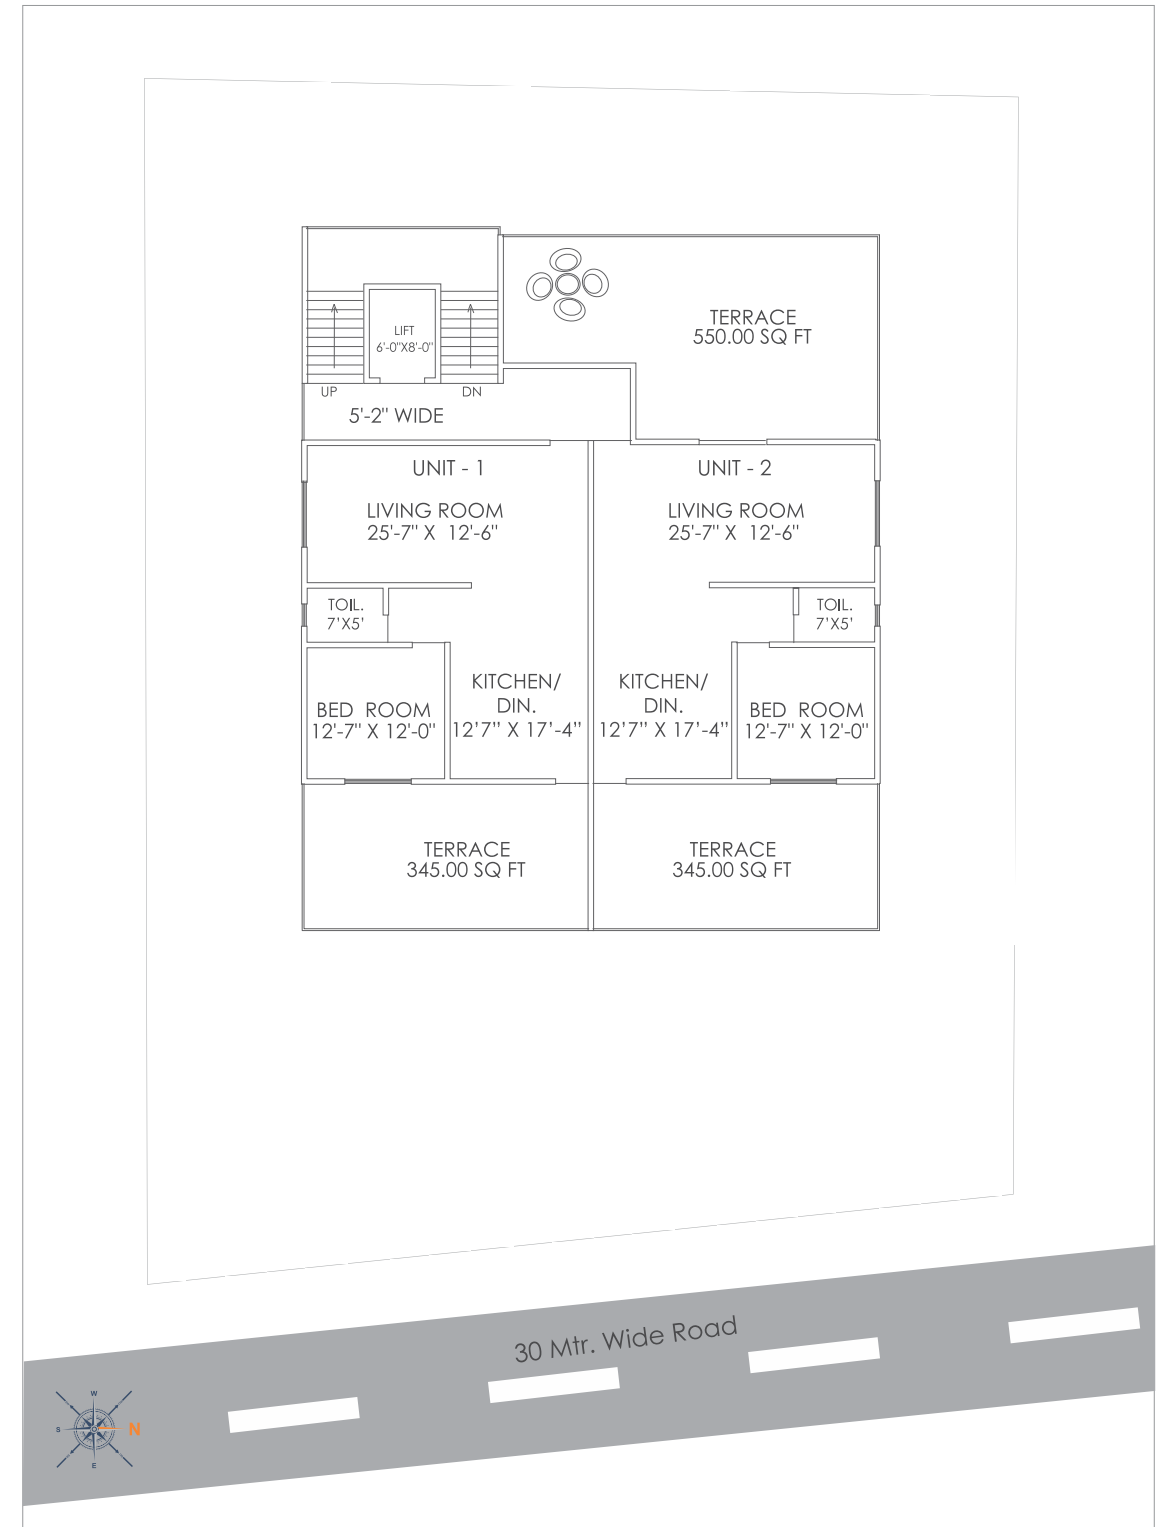 TERRACE
550.00 SQ FT
LIFT
6'-0"X8'-0"
UP
DN
5'-2" WIDE
UNIT - 1
LIVING ROOM
25'-7" X 12'-6"
UNIT - 2
LIVING ROOM
25'-7" X 12'-6"
TOIL.
7'X5'
TOIL.
7'X5'
BED ROOM
12'-7" X 12'-0"
KITCHEN/
DIN.
12’7” X 17’-4”
KITCHEN/
DIN.
12’7” X 17’-4”
BED ROOM
12'-7" X 12'-0"
TERRACE
345.00 SQ FT
TERRACE
345.00 SQ FT
30 Mtr. Wide Road
W
S
N
E